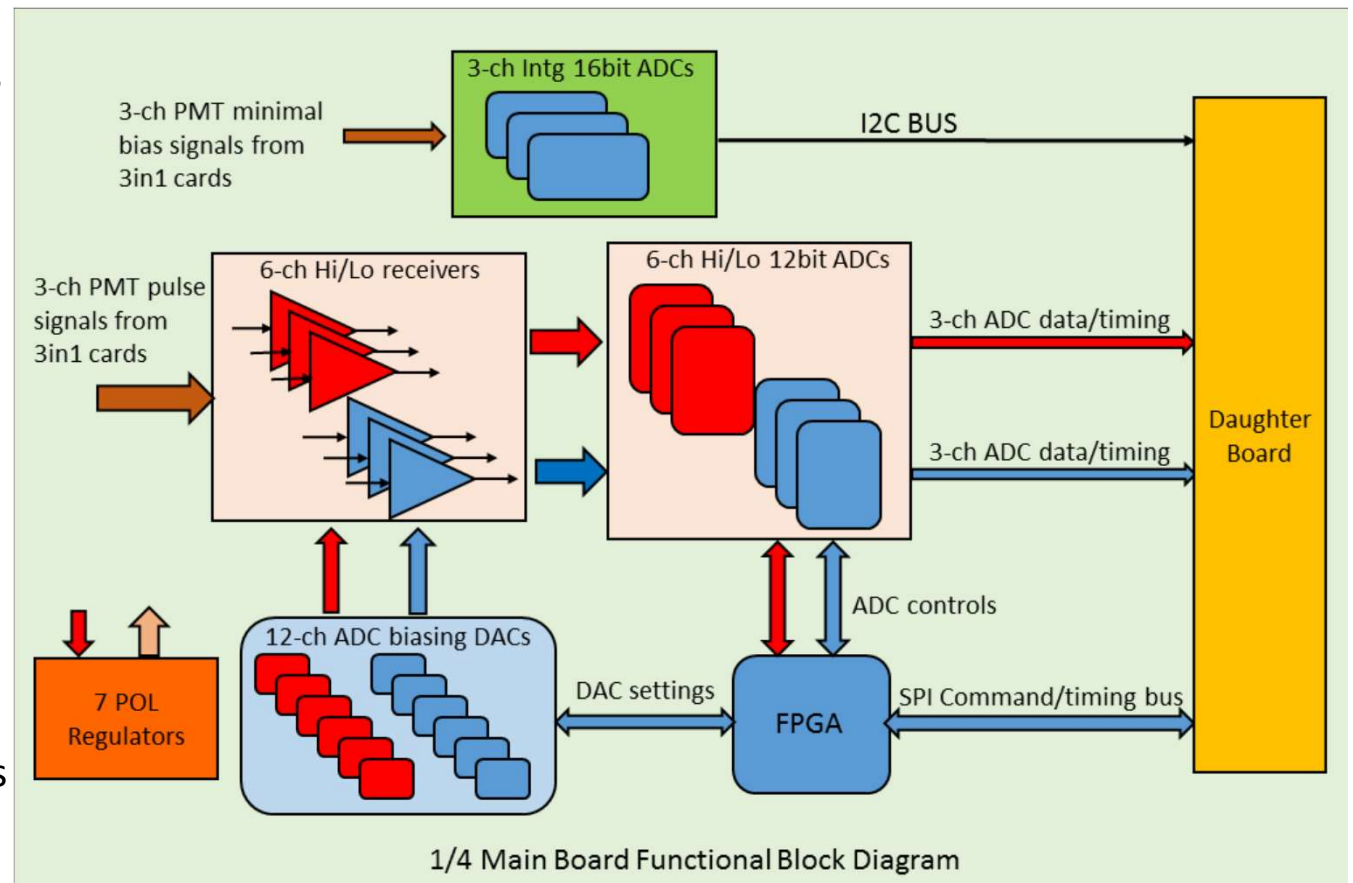 3-ch Intg 16bit ADCs
3-ch PMT minimal
bias signals from
3in1 cards
I2C BUS
6-ch Hi/Lo receivers
6-ch Hi/Lo 12bit ADCs
3-ch PMT pulse
signals from
3in1 cards
3-ch ADC data/timing
3-ch ADC data/timing
Daughter
Board
ADC controls
12-ch ADC biasing DACs
7 POL
Regulators
DAC settings
FPGA
SPI Command/timing bus
s
1/4 Main Board Functional Block Diagram